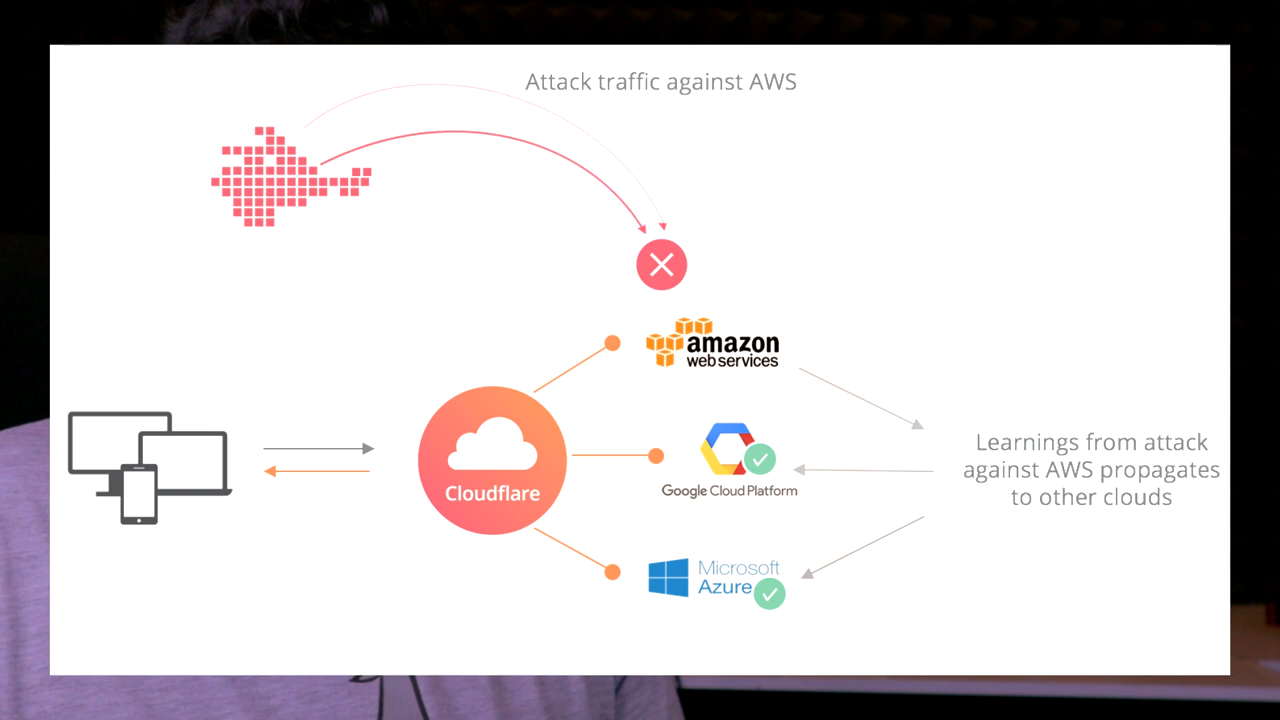 Attack traffic against AWS
amazon
web services
Cloudflare
Google Cloud Platform
Microsoft
Azure
Learnings from attack
against AWS propagates
to other clouds